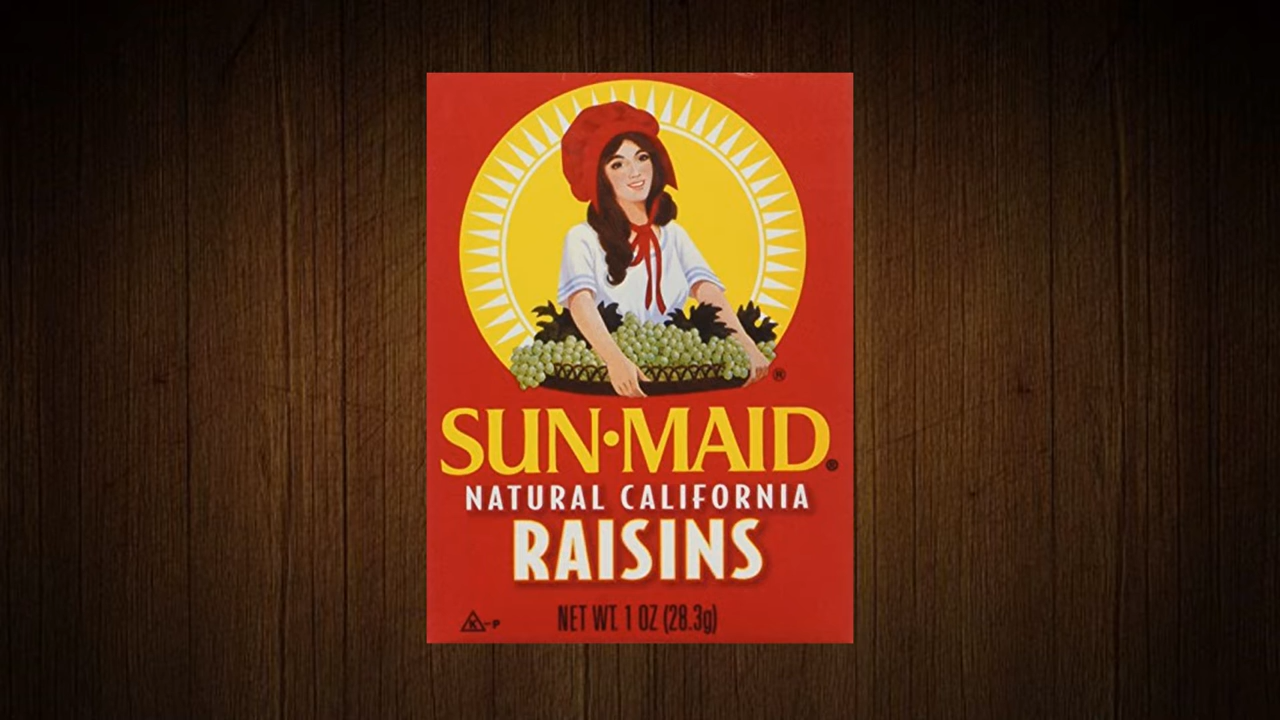 ®
SUN•MAID®
NATURAL CALIFORNIA
RAISINS
K-P NET WT. 1 OZ (28.3g)